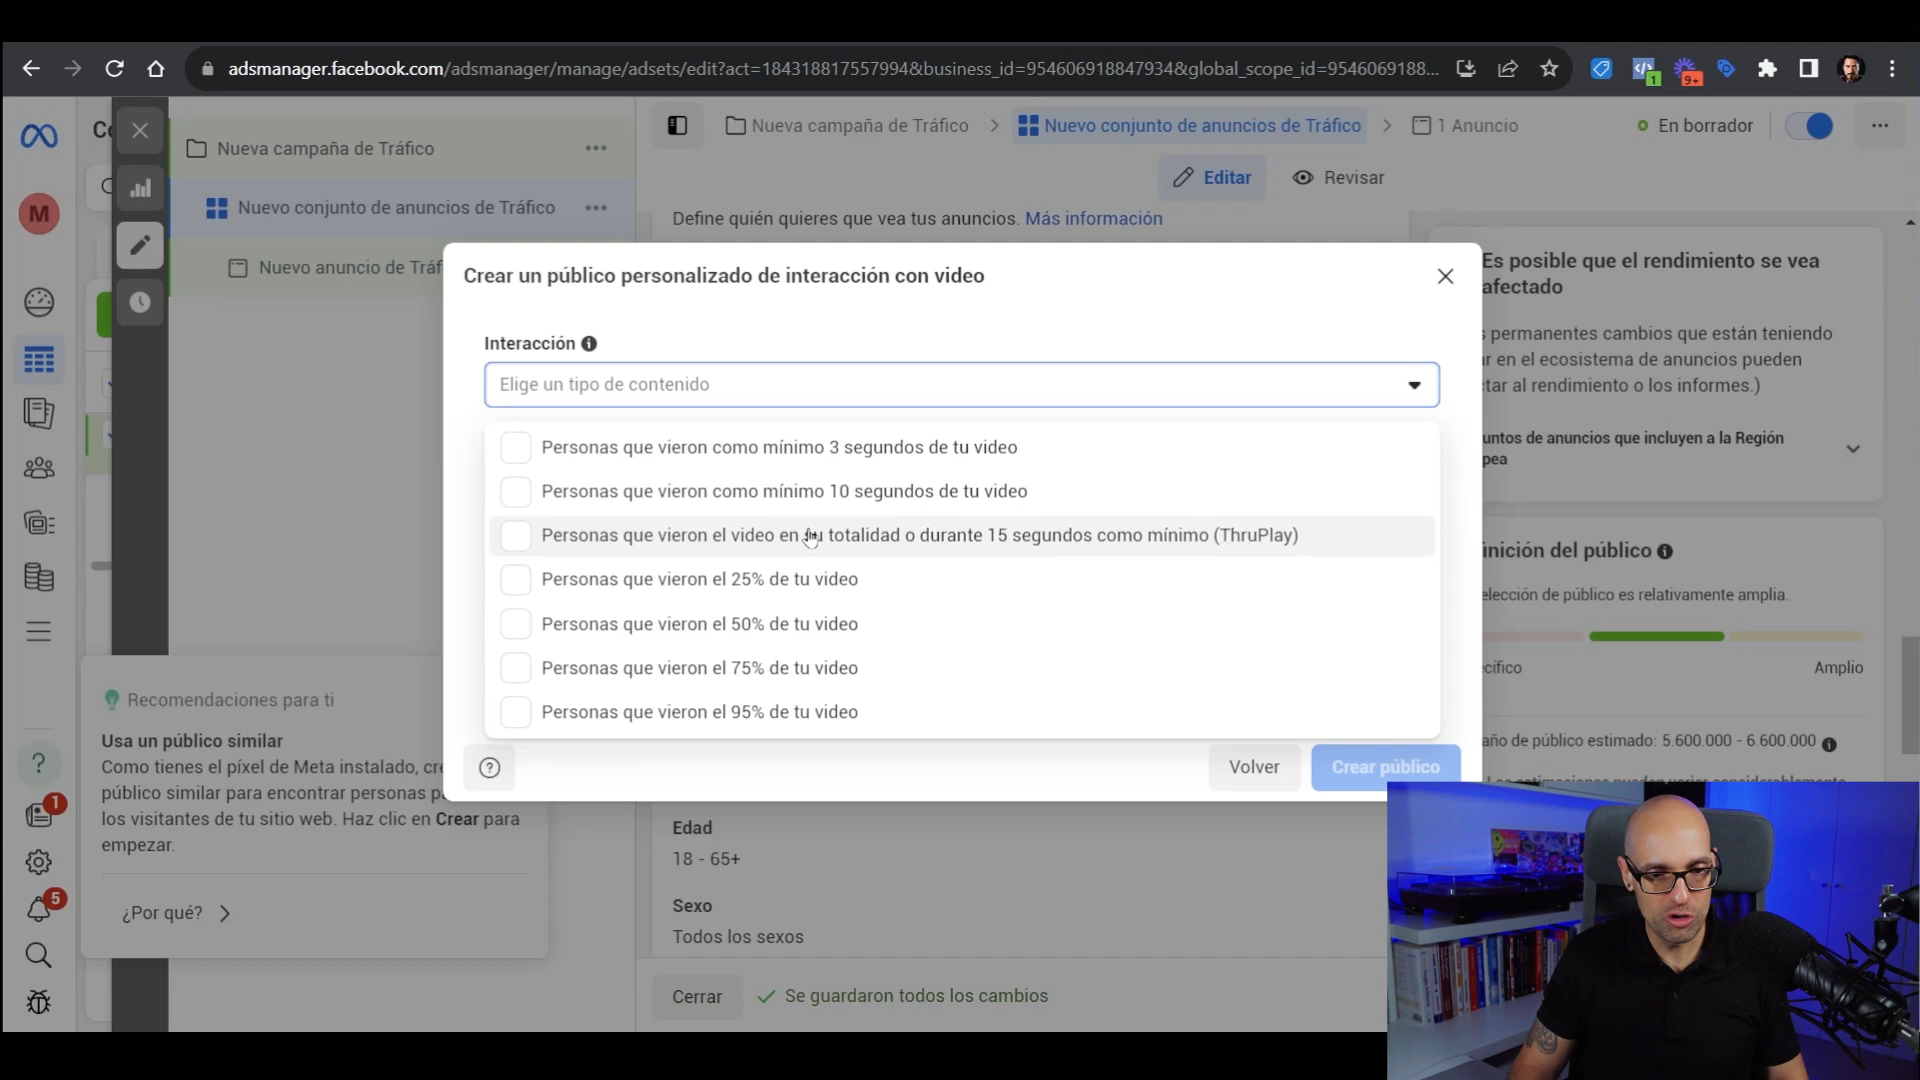 adsmanager.facebook.com/adsmanager/manage/adsets/edit?act=184318817557994&business_id=954606918847934&global_scope_id=9546069188...
1
9+
Nueva campaña de Tráfico
Nuevo conjunto de anuncios de Tráfico
1 Anuncio
En borrador
Nueva campaña de Tráfico
Editar
Revisar
M
Nuevo conjunto de anuncios de Tráfico
Define quién quieres que vea tus anuncios. Más información
Nuevo anuncio de Tráf
Crear un público personalizado de interacción con video
Es posible que el rendimiento se vea
afectado
permanentes cambios que están teniendo
en el ecosistema de anuncios pueden
al rendimiento o los informes.)
de anuncios que incluyen a la Región
Interacción
Elige un tipo de contenido
Personas que vieron como mínimo 3 segundos de tu video
Personas que vieron como mínimo 10 segundos de tu video
Personas que vieron el video en su totalidad o durante 15 segundos como mínimo (ThruPlay)
Personas que vieron el 25% de tu video
Personas que vieron el 50% de tu video
Personas que vieron el 75% de tu video
Personas que vieron el 95% de tu video
Volver
Crear público
inición del público
elección de público es relativamente amplia.
Amplio
año de público estimado: 5.600.000 - 6.600.000
Recomendaciones para ti
Usa un público similar
Como tienes el píxel de Meta instalado, cre
público similar para encontrar personas pa
los visitantes de tu sitio web. Haz clic en Crear para
empezar.
¿Por qué?
1
5
Edad
18 - 65+
Sexo
Todos los sexos
Cerrar
Se guardaron todos los cambios